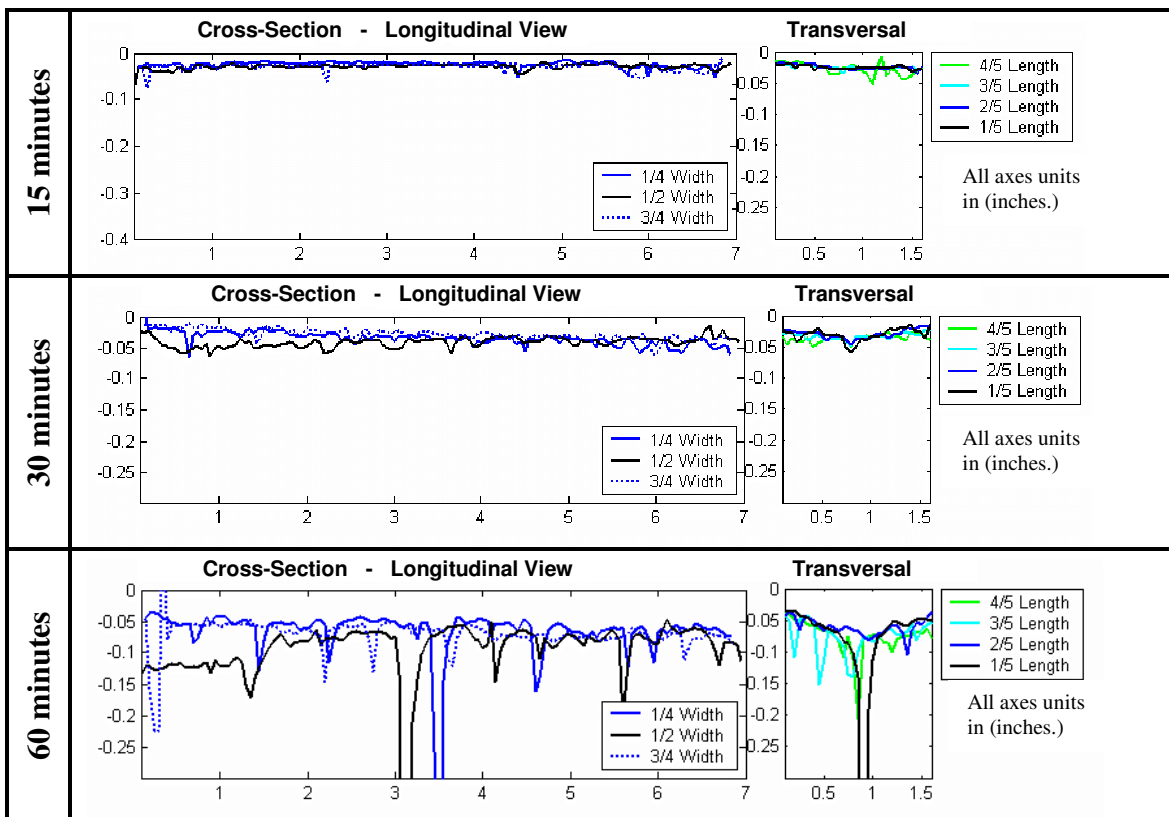 15 minutes
Cross-Section - Longitudinal View
Transversal
0
-0.1
-0.2
-0.3
-0.4
1 2 3 4 5 6 7
1/4 Width
1/2 Width
3/4 Width
0
-0.05
-0.1
-0.15
-0.2
-0.25
0.5 1 1.5
4/5 Length
3/5 Length
2/5 Length
1/5 Length
All axes units
in (inches.)
30 minutes
Cross-Section - Longitudinal View
Transversal
0
-0.05
-0.1
-0.15
-0.2
-0.25
1 2 3 4 5 6 7
1/4 Width
1/2 Width
3/4 Width
0
-0.05
-0.1
-0.15
-0.2
-0.25
0.5 1 1.5
4/5 Length
3/5 Length
2/5 Length
1/5 Length
All axes units
in (inches.)
60 minutes
Cross-Section - Longitudinal View
Transversal
0
-0.05
-0.1
-0.15
-0.2
-0.25
1 2 3 4 5 6 7
1/4 Width
1/2 Width
3/4 Width
0
-0.05
-0.1
-0.15
-0.2
-0.25
0.5 1 1.5
4/5 Length
3/5 Length
2/5 Length
1/5 Length
All axes units
in (inches.)